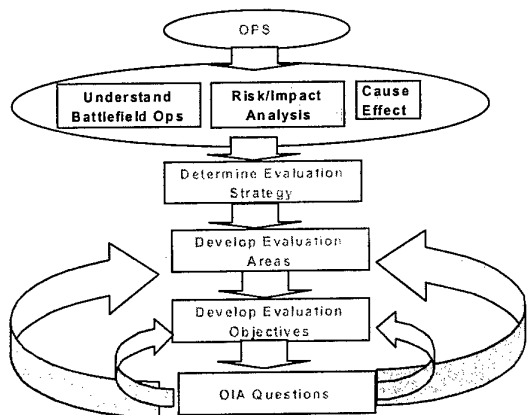 OPS
Understand
Battlefield Ops
Risk/Impact
Analysis
Cause
Effect
Determine Evaluation
Strategy
Develop Evaluation
Areas
Develop Evaluation
Objectives
OIA Questions